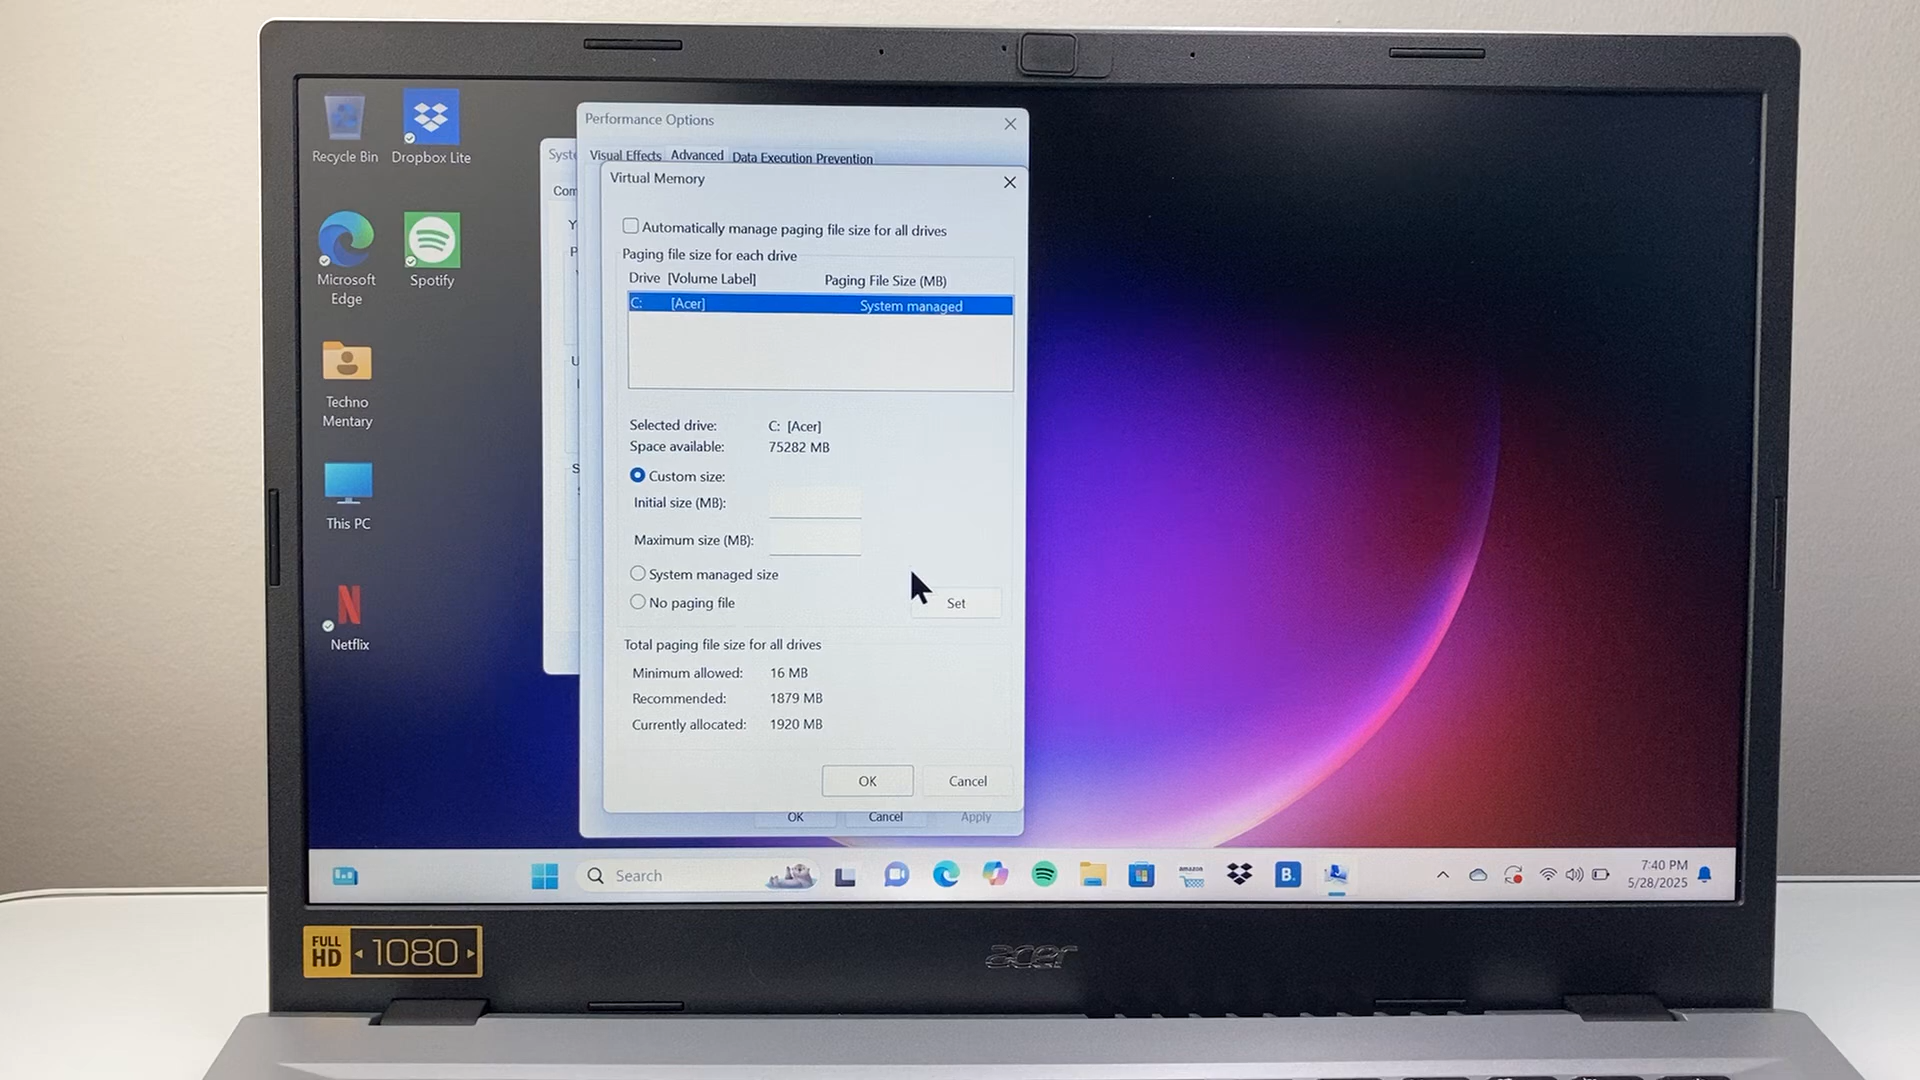 Recycle Bin
Dropbox Lite
Microsoft
Edge
Spotify
Techno
Mentary
This PC
Netflix
Performance Options
Visual Effects Advanced Data Execution Prevention
Syste
Com
Virtual Memory
Automatically manage paging file size for all drives
Paging file size for each drive
Drive [Volume Label] Paging File Size (MB)
C: [Acer] System managed
Selected drive: C: [Acer]
Space available: 75282 MB
Custom size:
Initial size (MB):
Maximum size (MB):
System managed size
No paging file
Set
Total paging file size for all drives
Minimum allowed: 16 MB
Recommended: 1879 MB
Currently allocated: 1920 MB
OK Cancel
OK Cancel Apply
Search
amazon
B.
7:40 PM
5/28/2025
FULL
HD 1080
acer